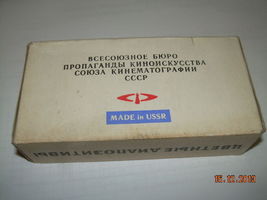 ВСЕСОЮЗНОЕ БЮРО
ПРОПАГАНДЫ КИНОИСКУССТВА
СОЮЗА КИНЕМАТОГРАФИИ
СССР
MADE in USSR
ЦВЕТНЫЕ ДИАПОЗИТИВЫ